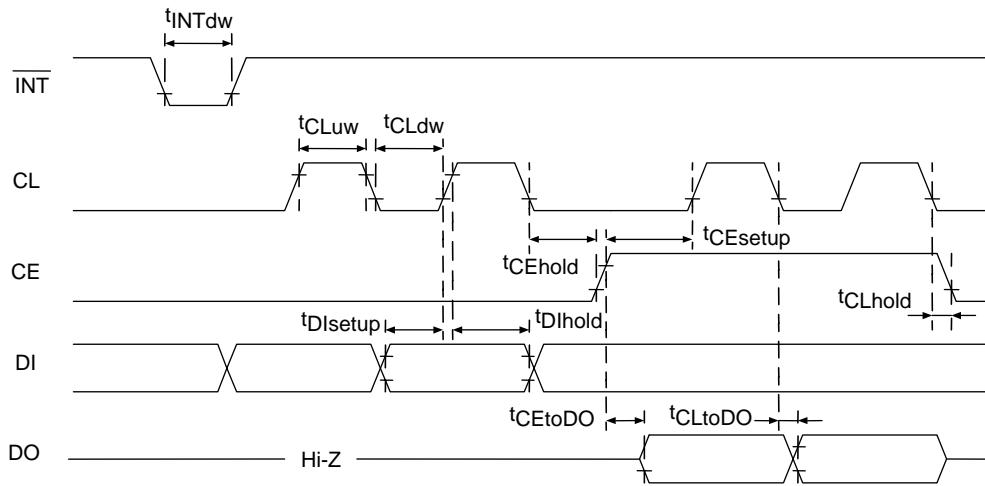 tINTdw
INT
tCLuw
tCLdw
CL
tCEsetup
tCEhold
CE
tCLhold
tDIsetup
tDIhold
DI
tCEtoDO
tCLtoDO
DO
Hi-Z